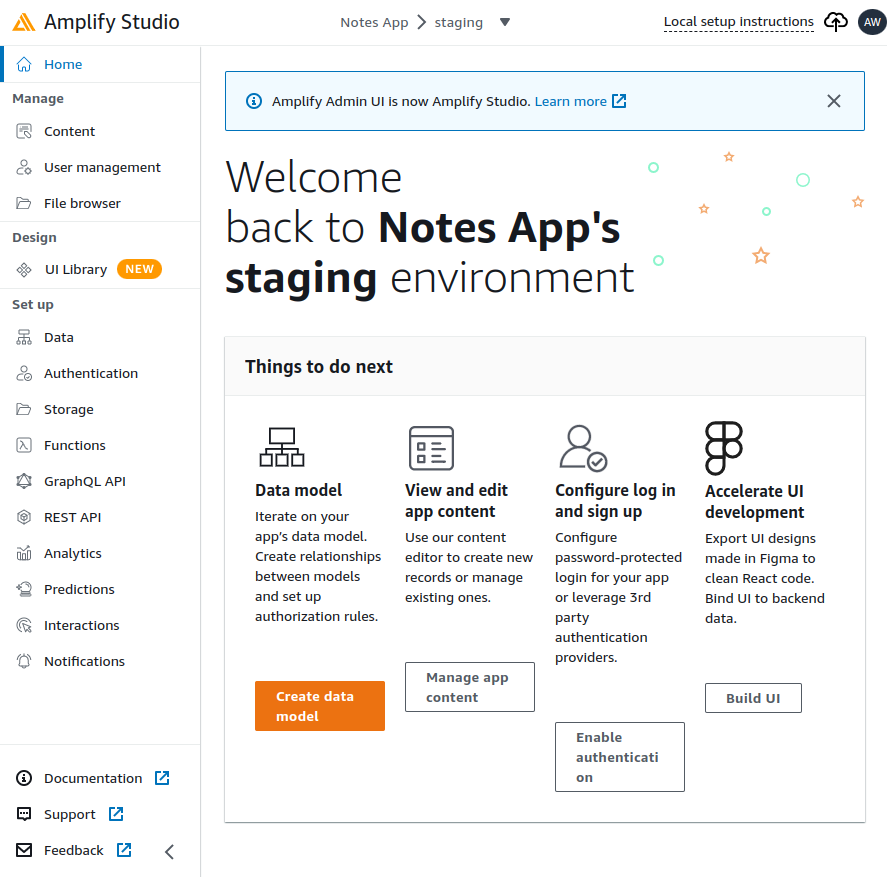 Amplify Studio
Notes App
staging
Local setup instructions
AW
Home
Manage
Content
User management
File browser
Design
UI Library NEW
Set up
Data
Authentication
Storage
Functions
GraphQL API
REST API
Analytics
Predictions
Interactions
Notifications
Documentation
Support
Feedback
Amplify Admin UI is now Amplify Studio. Learn more
Welcome
back to Notes App's
staging environment
Things to do next
Data model
Iterate on your
app's data model.
Create relationships
between models
and set up
authorization rules.
Create data
model
View and edit
app content
Use our content
editor to create new
records or manage
existing ones.
Manage app
content
Configure log in
and sign up
Configure
password-protected
login for your app
or leverage 3rd
party
authentication
providers.
Enable
authenticati
on
Accelerate UI
development
Export UI designs
made in Figma to
clean React code.
Bind UI to backend
data.
Build UI